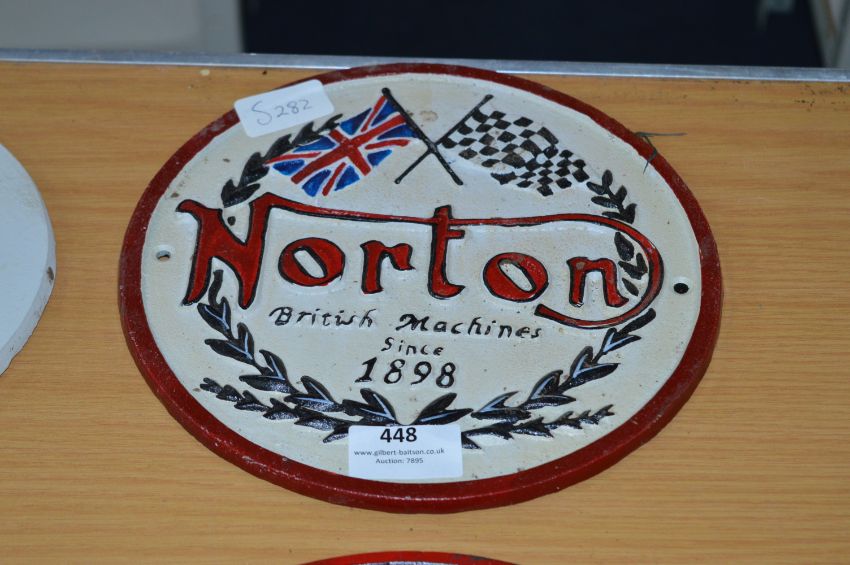 S282
Norton
British Machines
Since
1898
448
www.gilbert-baitson.co.uk
Auction: 7895